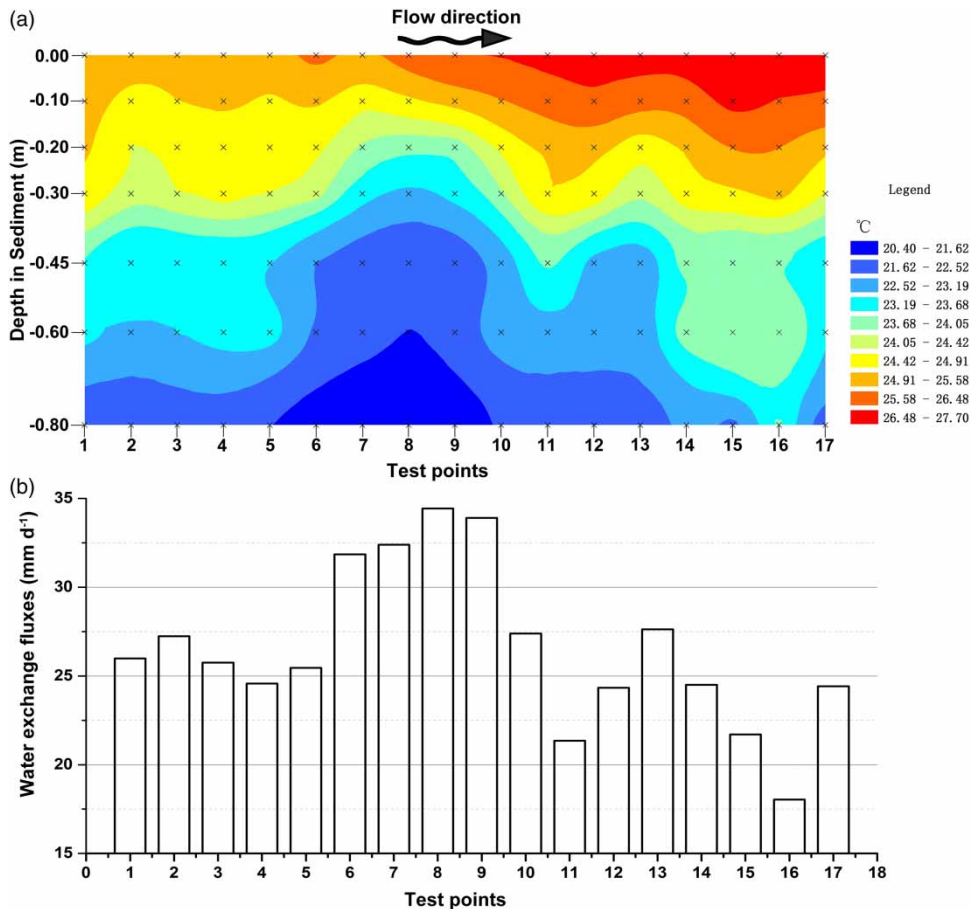 (a)
Flow direction
0.00
-0.10
-0.20
-0.30
-0.45
-0.60
-0.80
Depth in Sediment (m)
1 2 3 4 5 6 7 8 9 10 11 12 13 14 15 16 17
Test points
Legend
℃
20.40 - 21.62
21.62 - 22.52
22.52 - 23.19
23.19 - 23.68
23.68 - 24.05
24.05 - 24.42
24.42 - 24.91
24.91 - 25.58
25.58 - 26.48
26.48 - 27.70
(b)
35
30
25
20
15
Water exchange fluxes (mm d⁻¹)
0 1 2 3 4 5 6 7 8 9 10 11 12 13 14 15 16 17 18
Test points